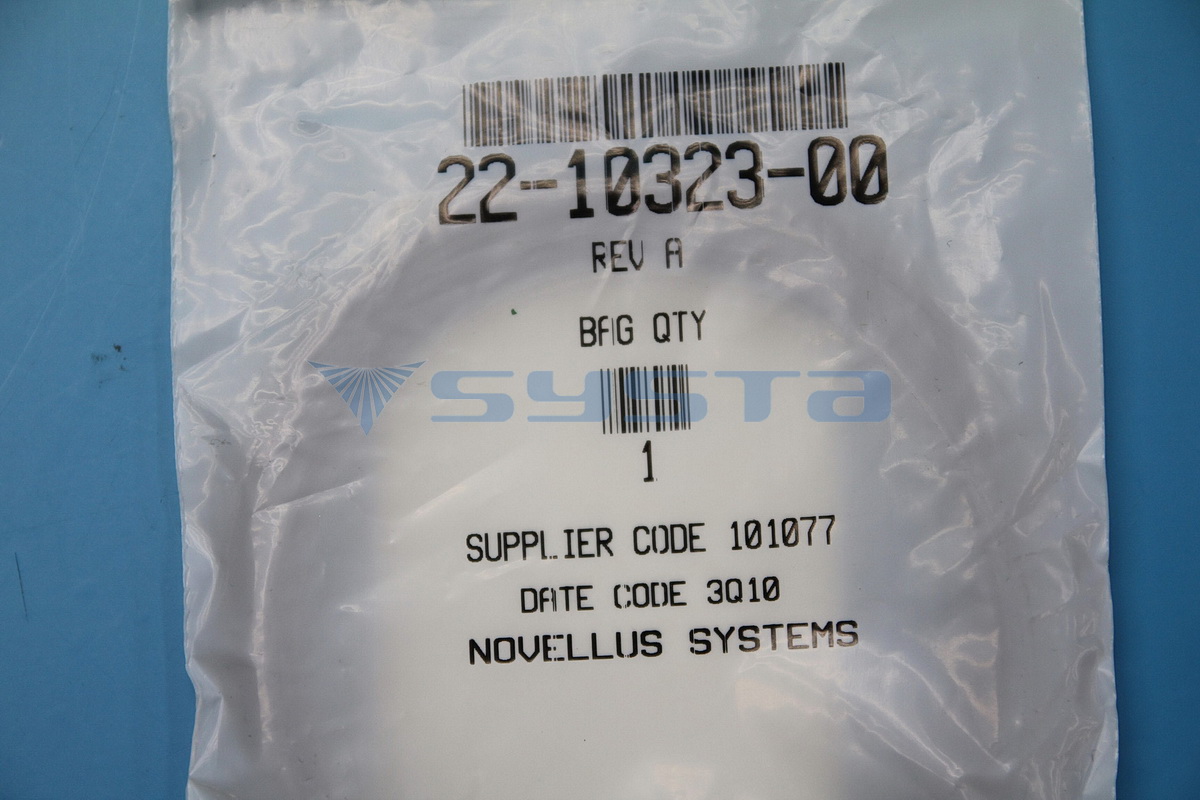 22-10323-00
REV A
BAG QTY
systa
1
SUPPLIER CODE 101077
DATE CODE 3Q10
NOVELLUS SYSTEMS